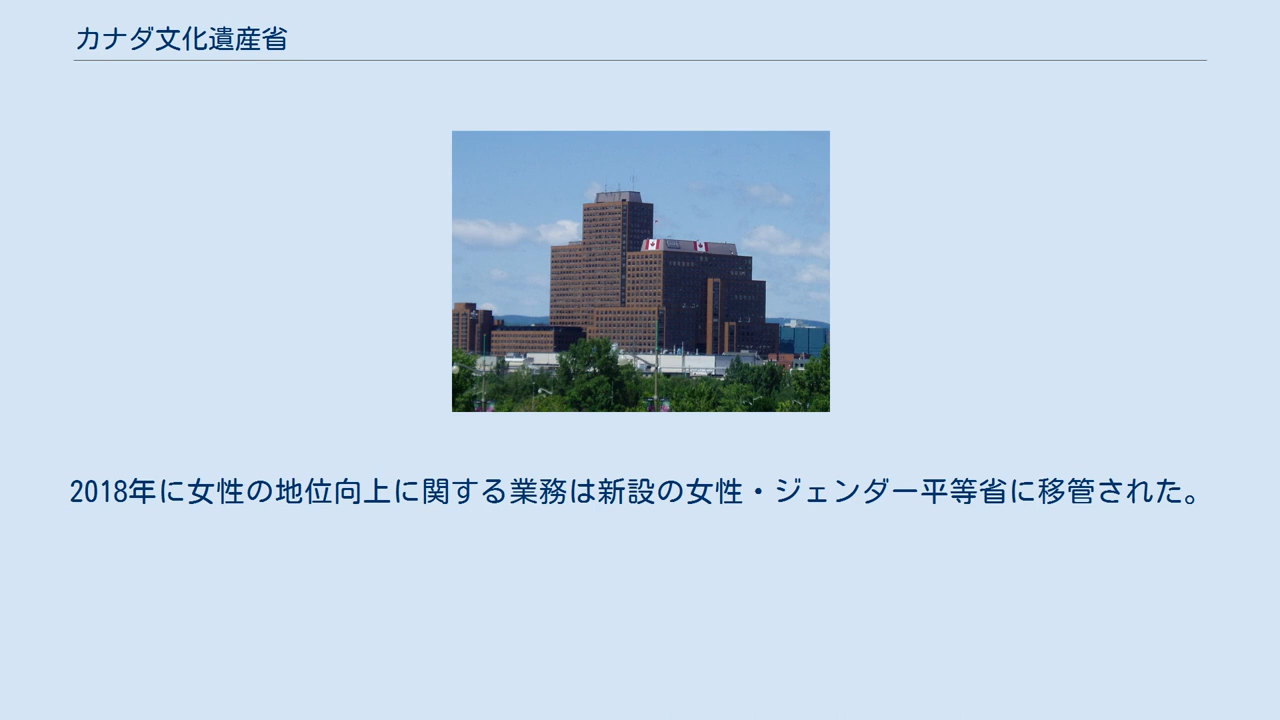 カナダ文化遺産省
2018年に女性の地位向上に関する業務は新設の女性・ジェンダー平等省に移管された。